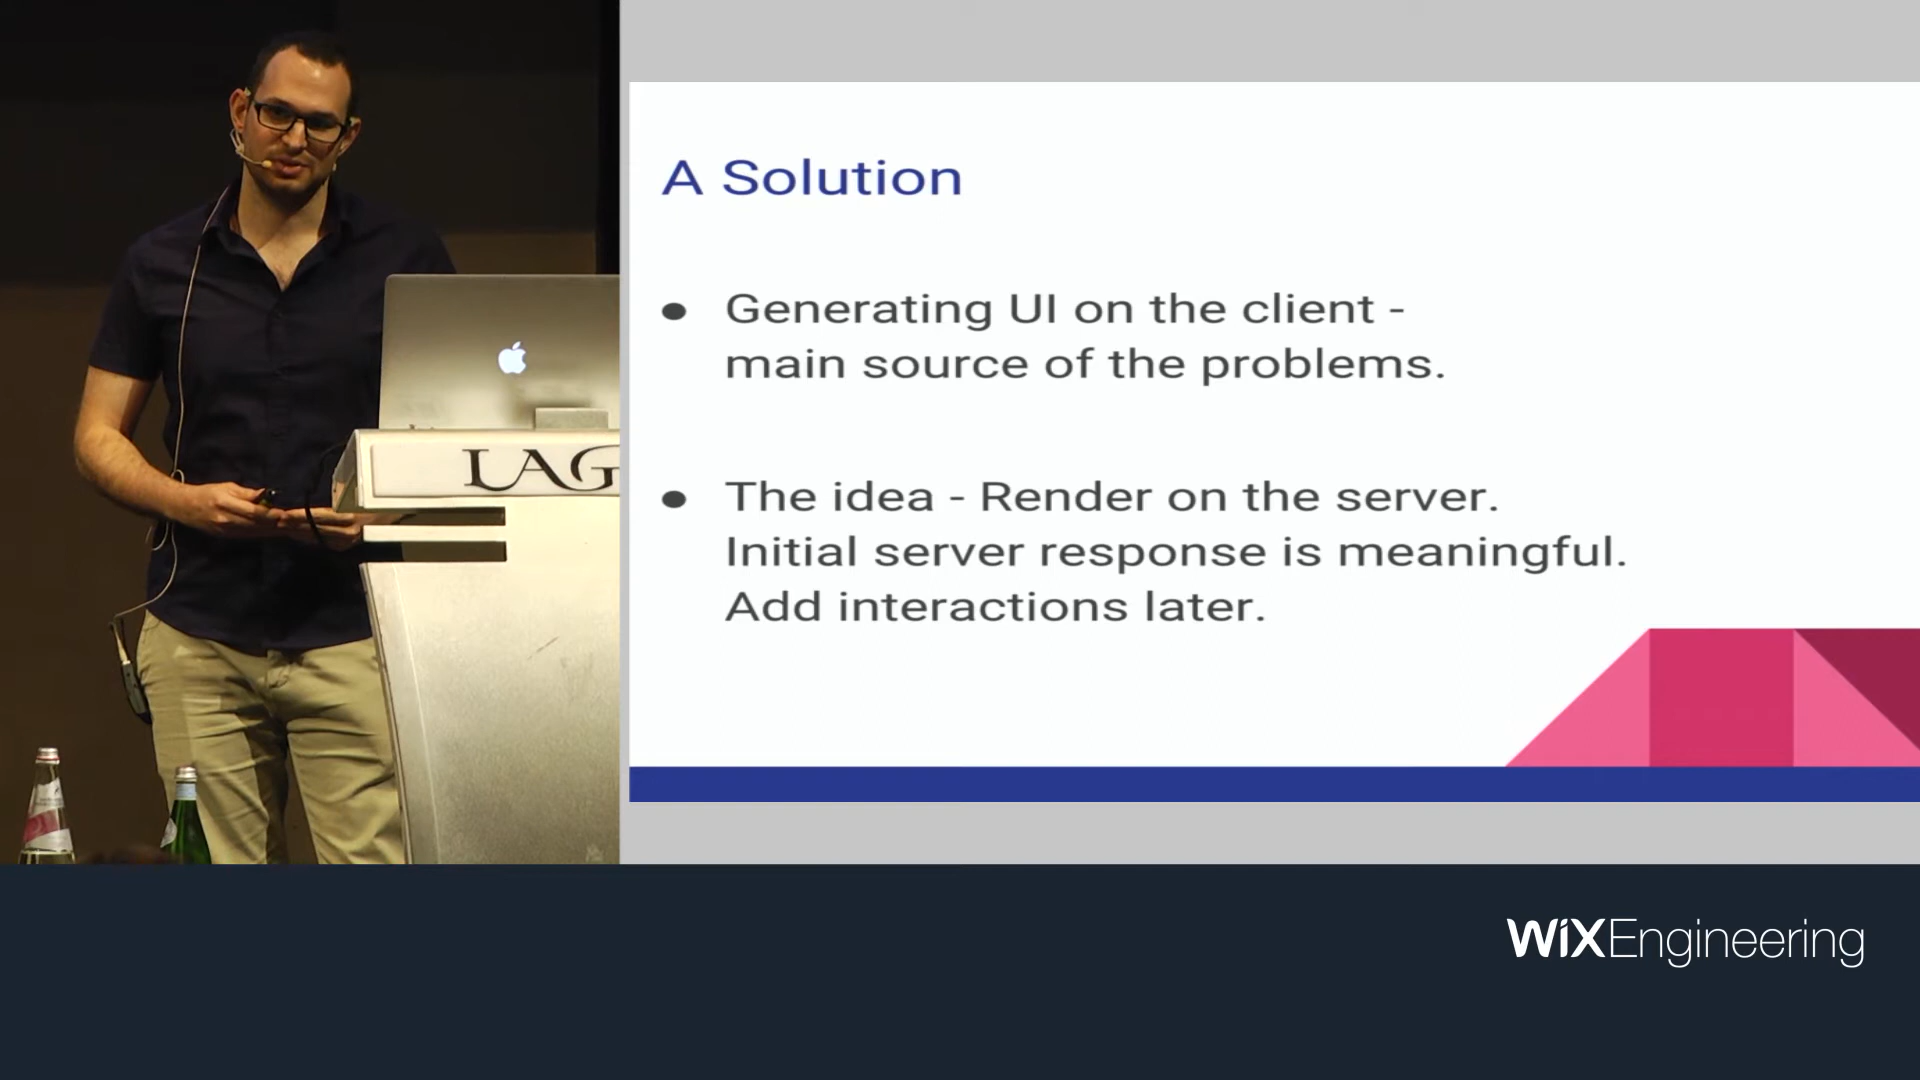 A Solution
● Generating UI on the client -
main source of the problems.
● The idea - Render on the server.
Initial server response is meaningful.
Add interactions later.
LAG
WiXEngineering